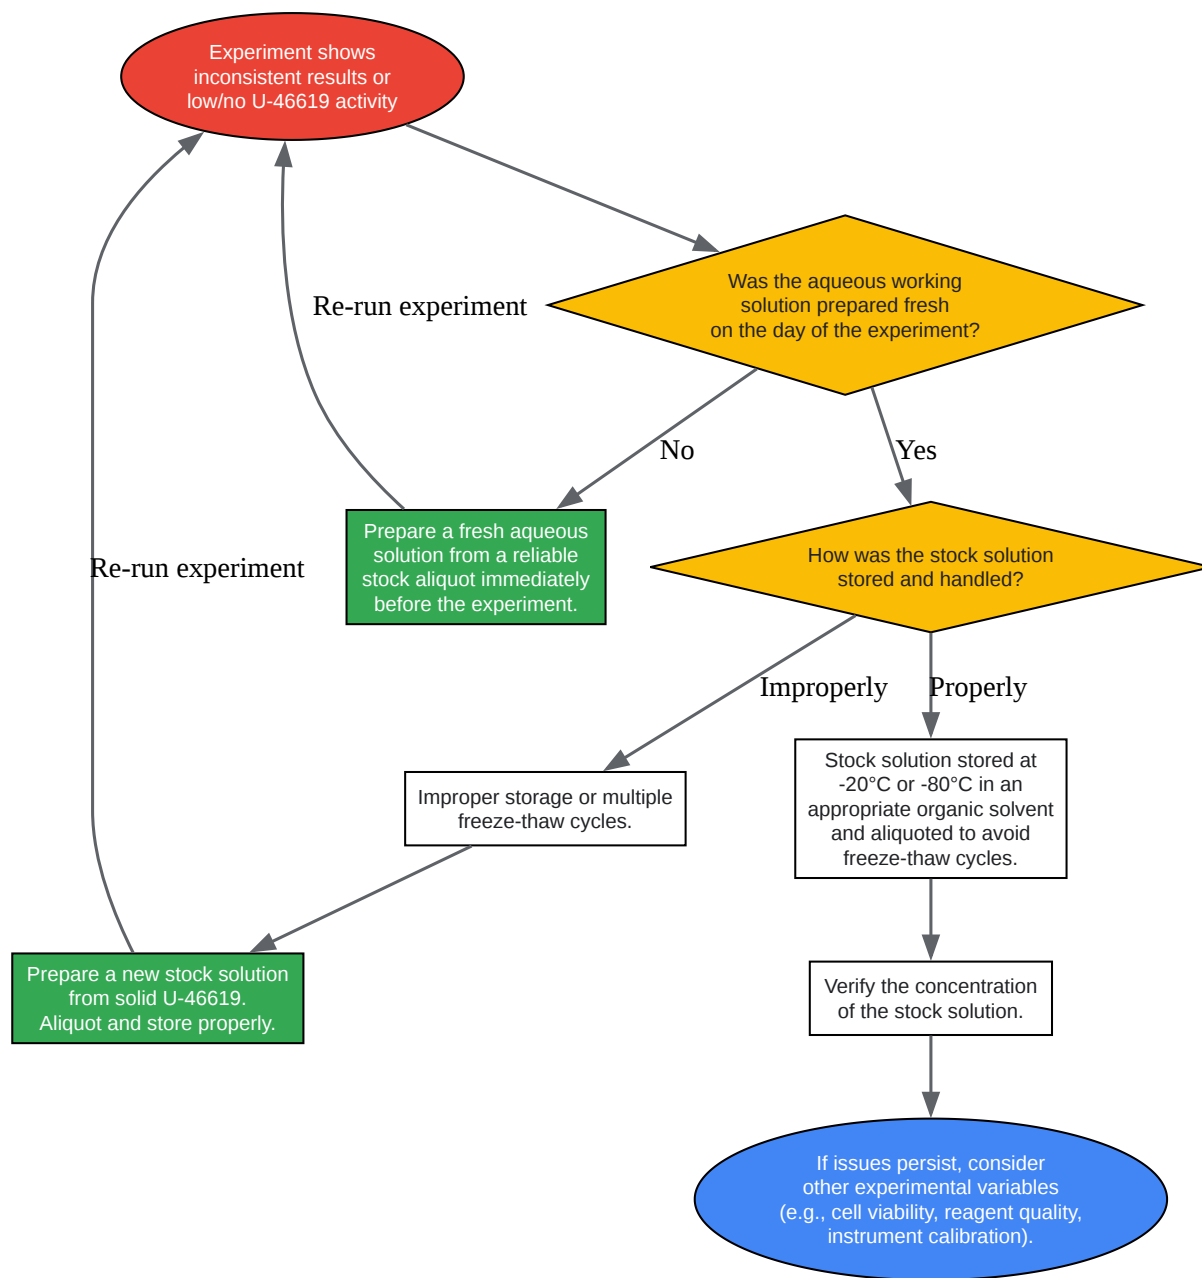 Experiment shows
inconsistent results or
low/no U-46619 activity
Was the aqueous working
solution prepared fresh
on the day of the experiment?
Re-run experiment
No
Yes
Prepare a fresh aqueous
solution from a reliable
stock aliquot immediately
before the experiment.
How was the stock solution
stored and handled?
Re-run experiment
Improperly
Properly
Improper storage or multiple
freeze-thaw cycles.
Stock solution stored at
-20°C or -80°C in an
appropriate organic solvent
and aliquoted to avoid
freeze-thaw cycles.
Prepare a new stock solution
from solid U-46619.
Aliquot and store properly.
Verify the concentration
of the stock solution.
If issues persist, consider
other experimental variables
(e.g., cell viability, reagent quality,
instrument calibration).